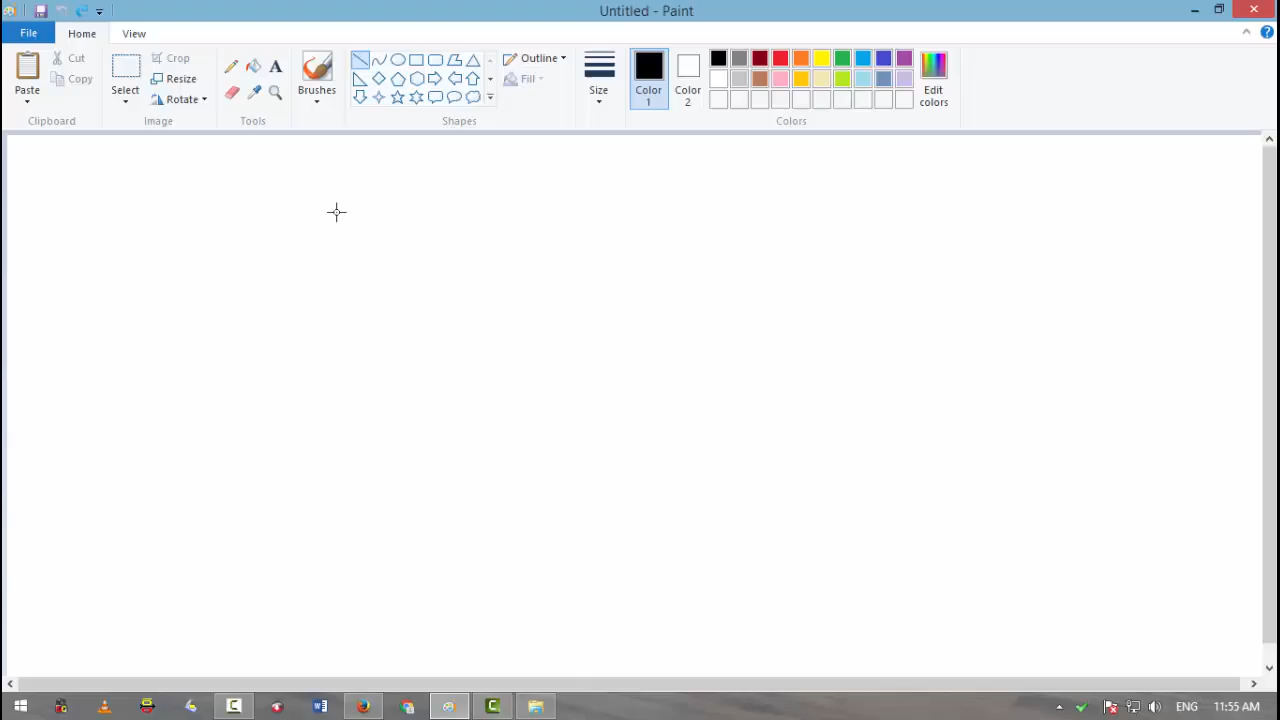 Untitled - Paint
File Home View
Paste
Cut
Copy
Clipboard
Select
Crop
Resize
Rotate
Image
A
Tools
Brushes
Outline
Fill
Shapes
Size
Color 1
Color 2
Edit colors
Colors
ENG 11:55 AM